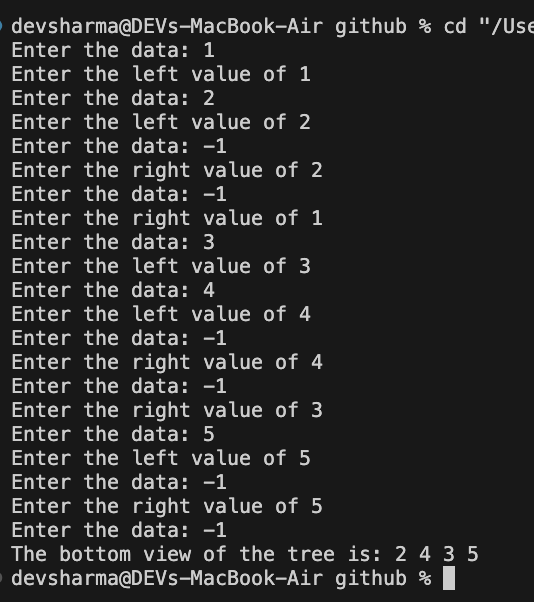 devsharma@DEVs-MacBook-Air github % cd "/Use
Enter the data: 1
Enter the left value of 1
Enter the data: 2
Enter the left value of 2
Enter the data: -1
Enter the right value of 2
Enter the data: -1
Enter the right value of 1
Enter the data: 3
Enter the left value of 3
Enter the data: 4
Enter the left value of 4
Enter the data: -1
Enter the right value of 4
Enter the data: -1
Enter the right value of 3
Enter the data: 5
Enter the left value of 5
Enter the data: -1
Enter the right value of 5
Enter the data: -1
The bottom view of the tree is: 2 4 3 5
devsharma@DEVs-MacBook-Air github %